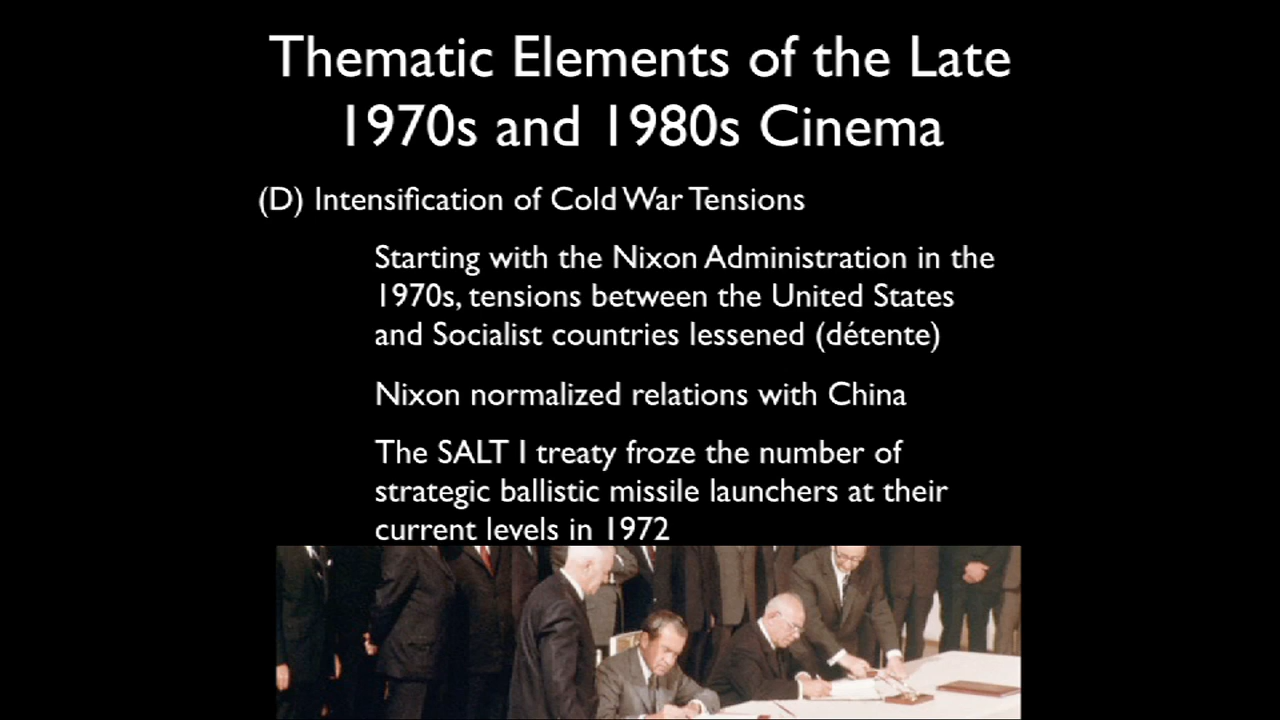 Thematic Elements of the Late
1970s and 1980s Cinema
(D) Intensification of Cold War Tensions
Starting with the Nixon Administration in the
1970s, tensions between the United States
and Socialist countries lessened (détente)
Nixon normalized relations with China
The SALT I treaty froze the number of
strategic ballistic missile launchers at their
current levels in 1972